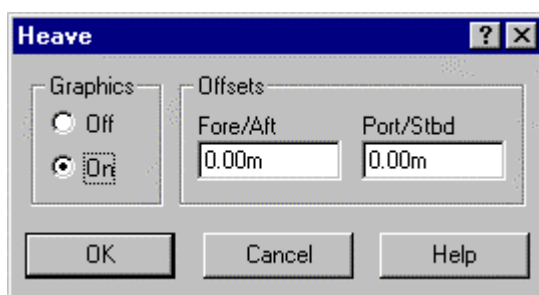 Heave
Graphics
Off
On
Offsets
Fore/Aft Port/Stbd
0.00m 0.00m
OK Cancel Help